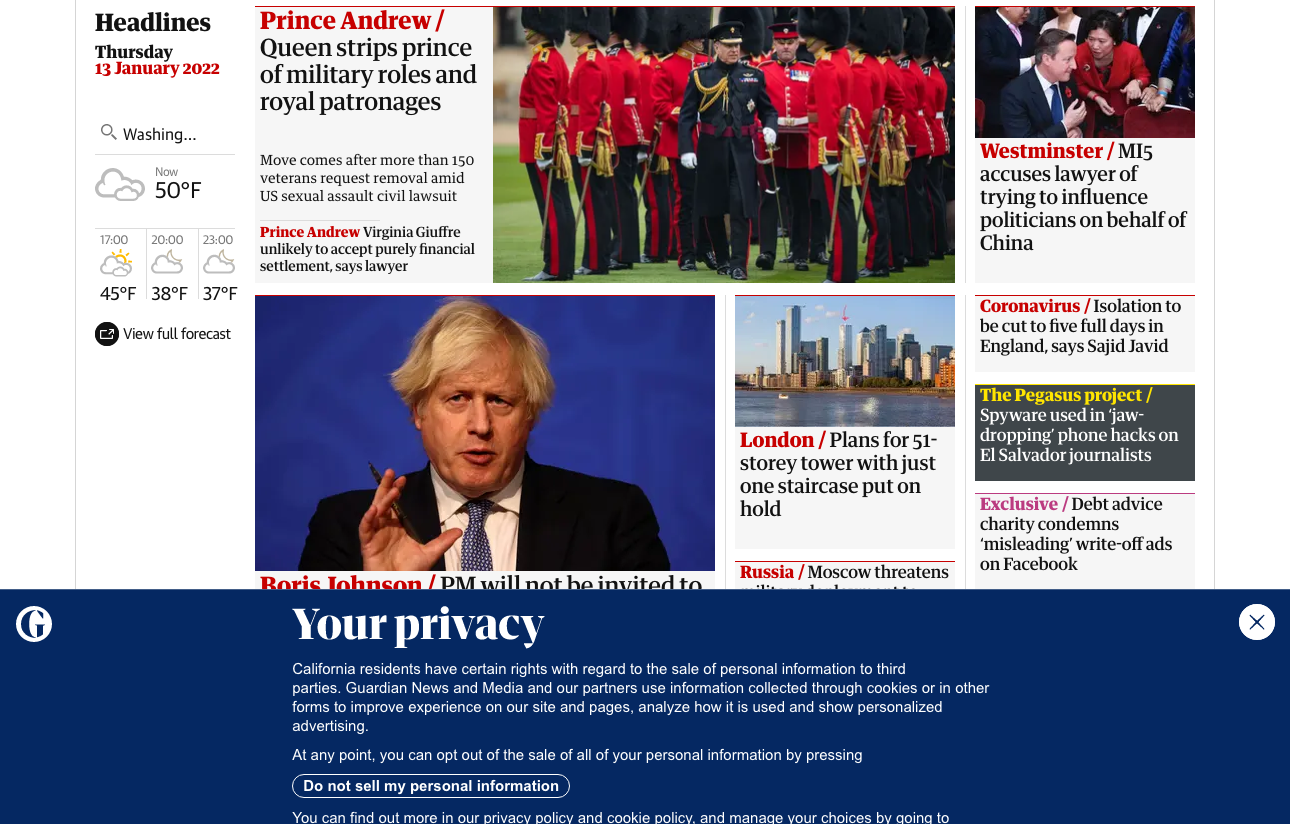 Headlines
Thursday
13 January 2022
Washing...
Now
50°F
17:00
20:00
23:00
45°F
38°F
37°F
View full forecast
Prince Andrew /
Queen strips prince
of military roles and
royal patronages
Move comes after more than 150
veterans request removal amid
US sexual assault civil lawsuit
Prince Andrew Virginia Giuffre
unlikely to accept purely financial
settlement, says lawyer
Westminster / MI5
accuses lawyer of
trying to influence
politicians on behalf of
China
Boris Johnson / PM will not be invited to
London / Plans for 51-
storey tower with just
one staircase put on
hold
Russia / Moscow threatens
Coronavirus / Isolation to
be cut to five full days in
England, says Sajid Javid
The Pegasus project /
Spyware used in ‘jaw-
dropping’ phone hacks on
El Salvador journalists
Exclusive / Debt advice
charity condemns
‘misleading’ write-off ads
on Facebook
G
Your privacy
California residents have certain rights with regard to the sale of personal information to third
parties. Guardian News and Media and our partners use information collected through cookies or in other
forms to improve experience on our site and pages, analyze how it is used and show personalized
advertising.
At any point, you can opt out of the sale of all of your personal information by pressing
Do not sell my personal information
You can find out more in our privacy policy and cookie policy, and manage your choices by going to